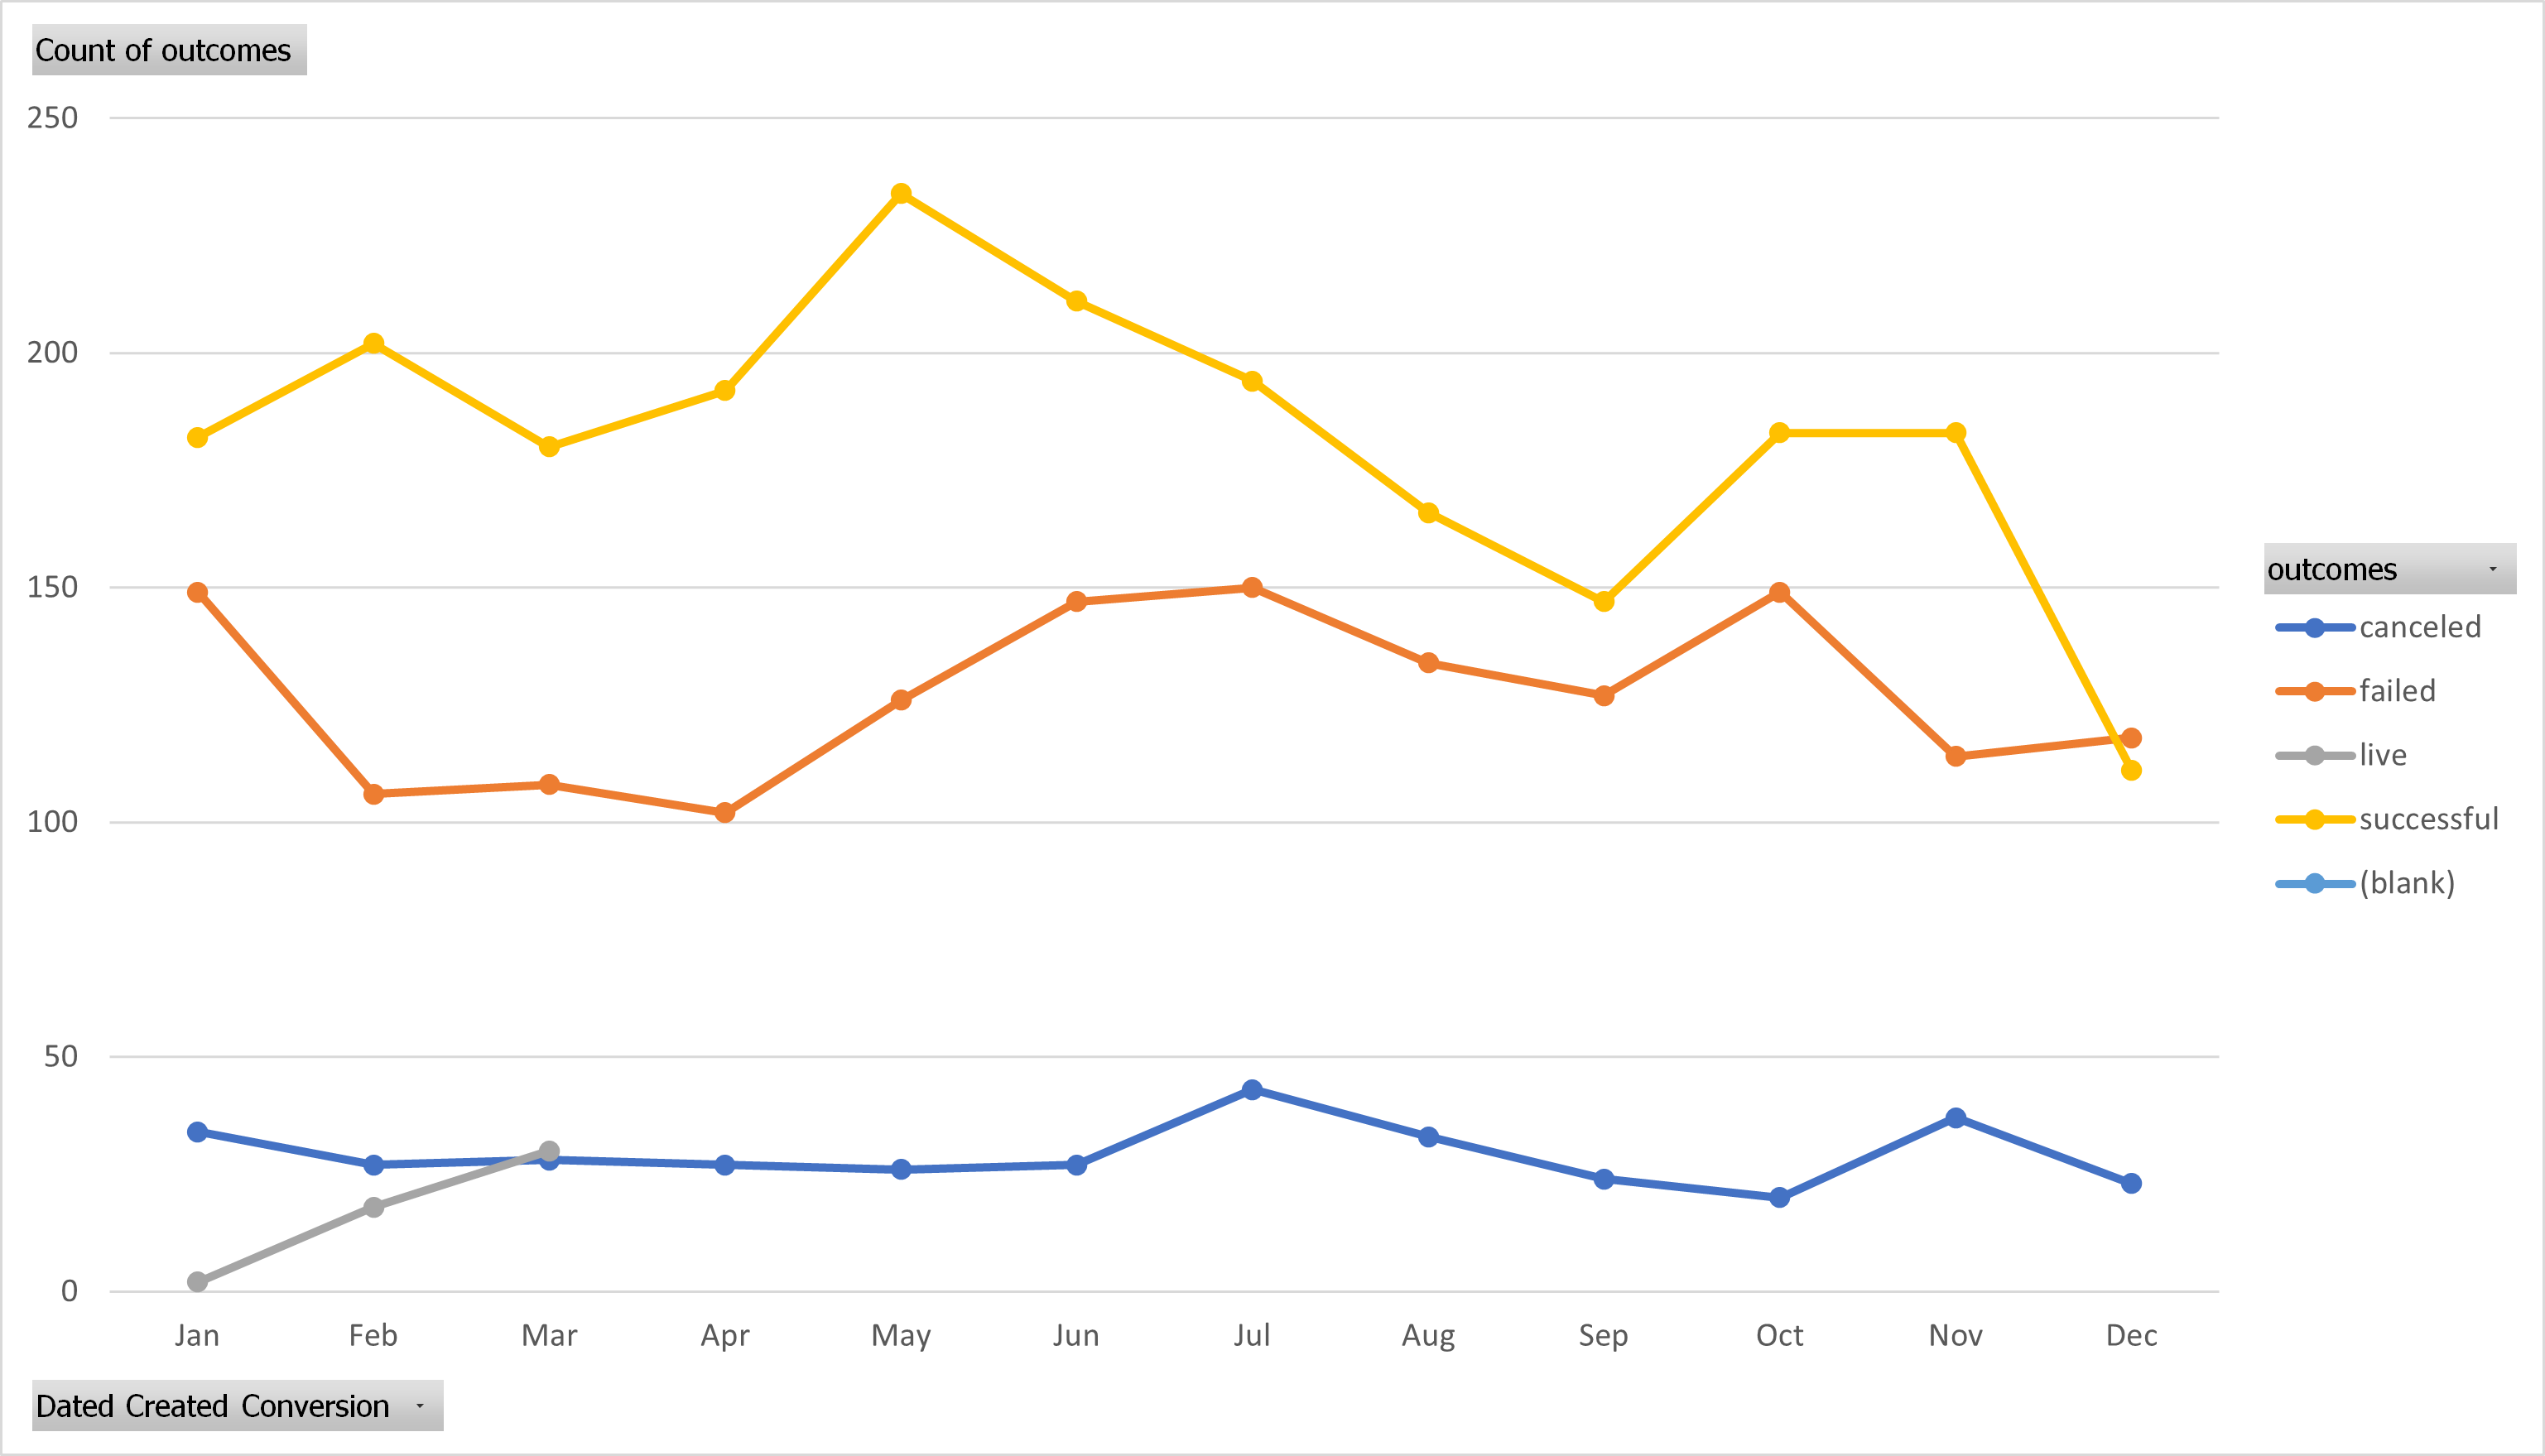 Count of outcomes
250
200
150
100
50
0
Jan Feb Mar Apr May Jun Jul Aug Sep Oct Nov Dec
Dated Created Conversion
outcomes
canceled
failed
live
successful
(blank)